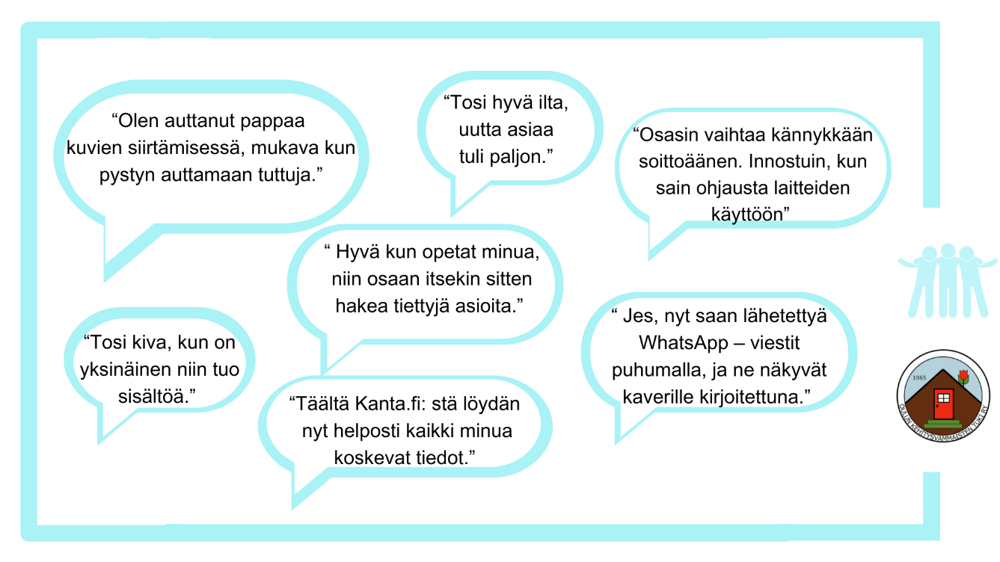 “Olen auttanut pappaa
kuvien siirtämisessä, mukava kun
pystyn auttamaan tuttuja.”
“Tosi hyvä ilta,
uutta asiaa
tuli paljon.”
“Osasin vaihtaa kännykkään
soittoäänen. Innostuin, kun
sain ohjausta laitteiden
käyttöön”
“ Hyvä kun opetat minua,
niin osaan itsekin sitten
hakea tiettyjä asioita.”
“Tosi kiva, kun on
yksinäinen niin tuo
sisältöä.”
“ Jes, nyt saan lähetettyä
WhatsApp – viestit
puhumalla, ja ne näkyvät
kaverille kirjoitettuna.”
“Täältä Kanta.fi: stä löydän
nyt helposti kaikki minua
koskevat tiedot.”
1965
OULUN KEHITYSVAMMAISTEN TUKI RY